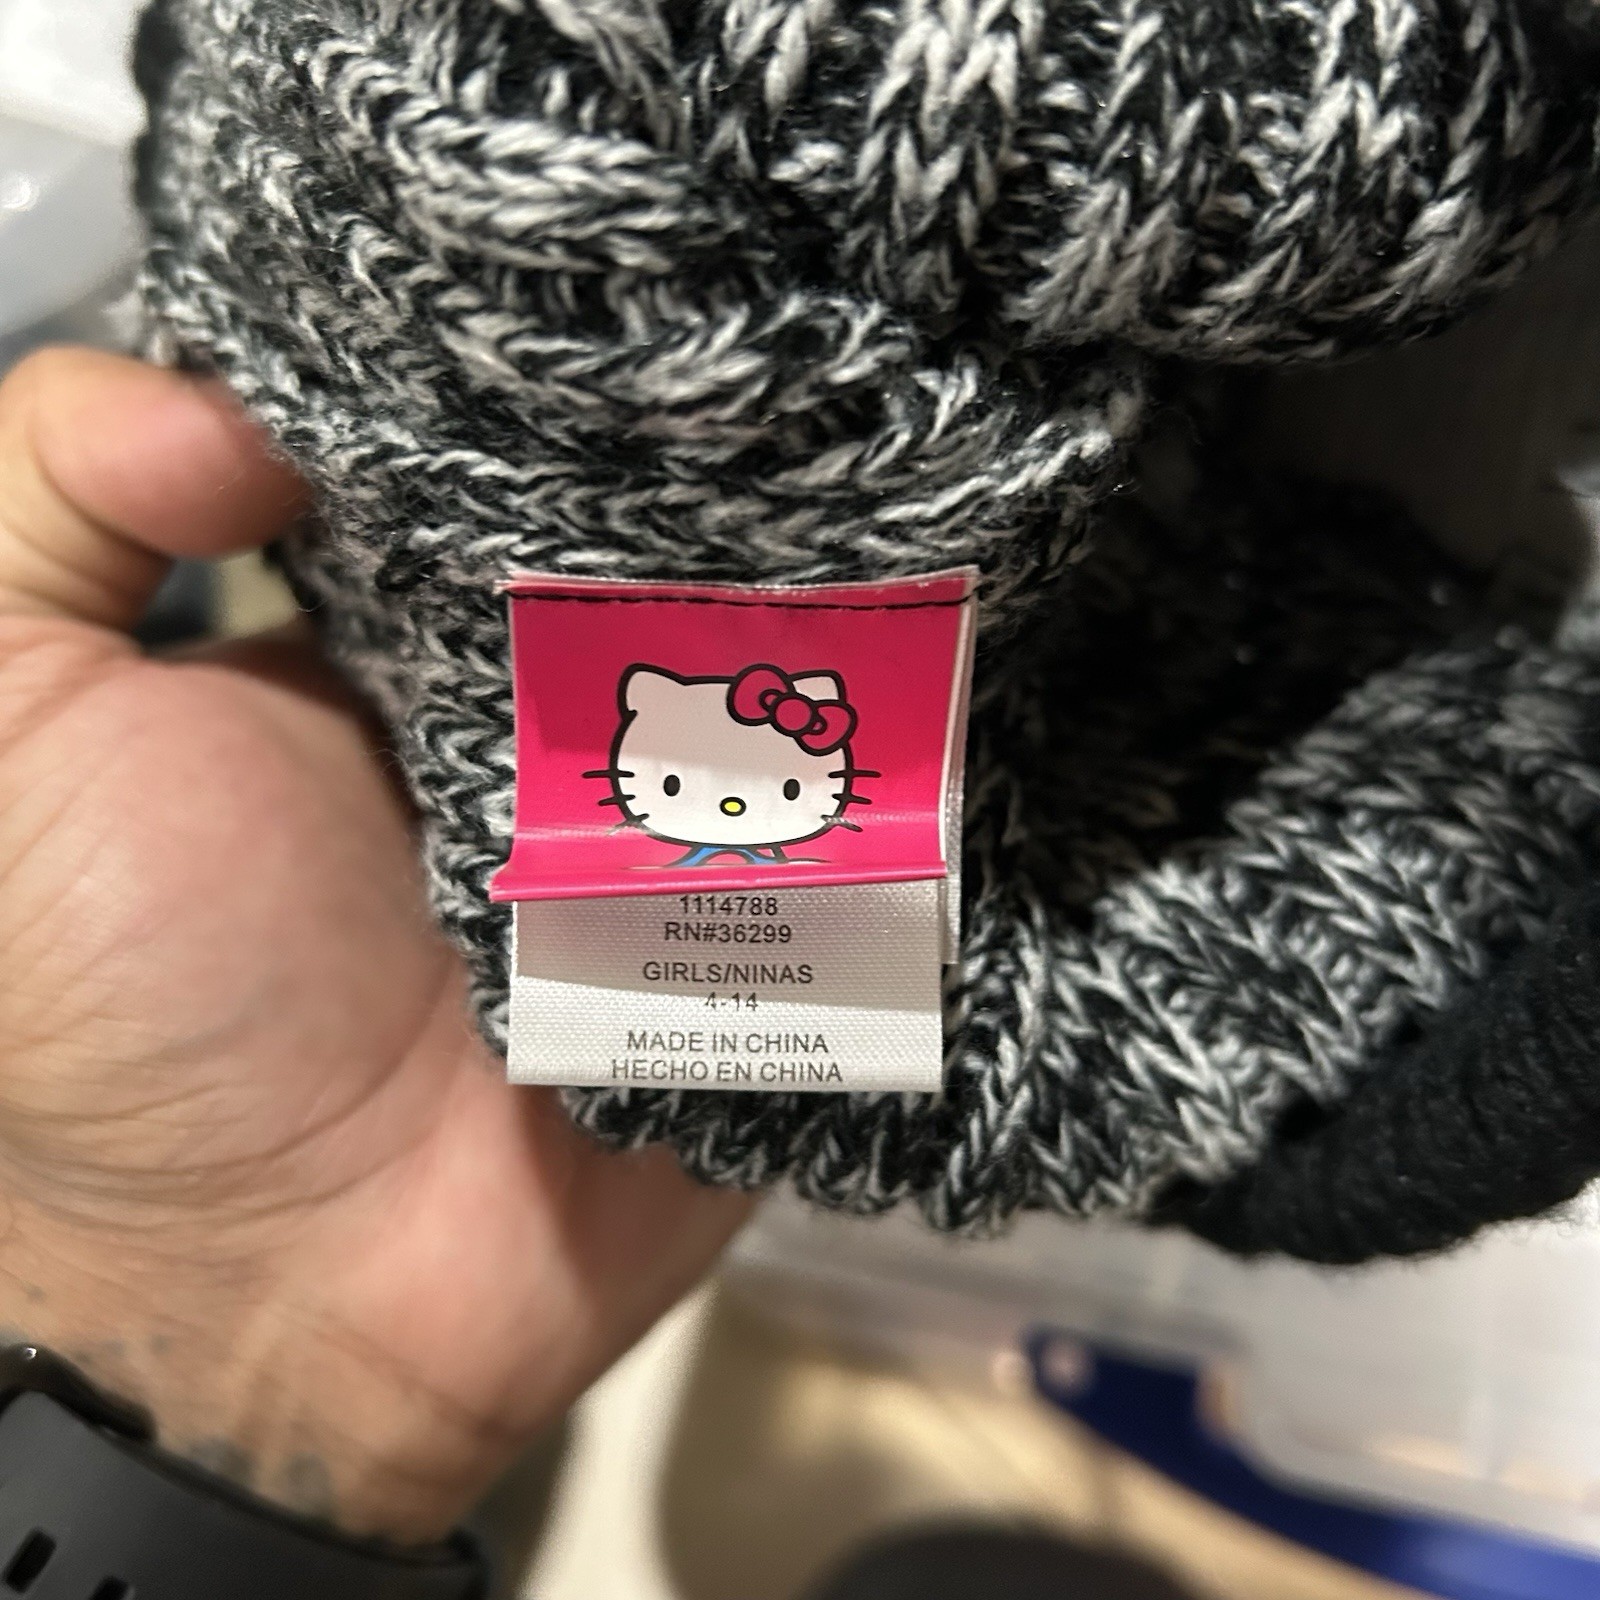 1114788
RN#36299
GIRLS/NINAS
4-14
MADE IN CHINA
HECHO EN CHINA